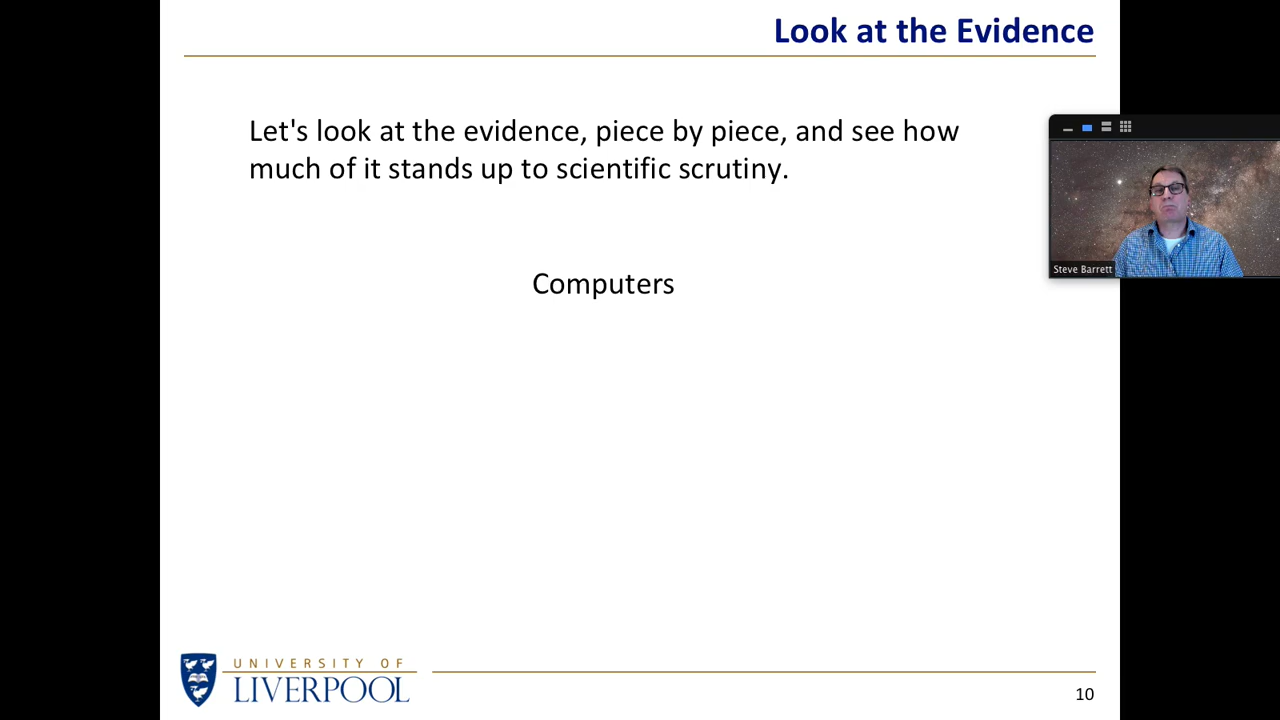 Look at the Evidence
Let's look at the evidence, piece by piece, and see how
much of it stands up to scientific scrutiny.
Computers
Steve Barrett
UNIVERSITY OF
LIVERPOOL
10